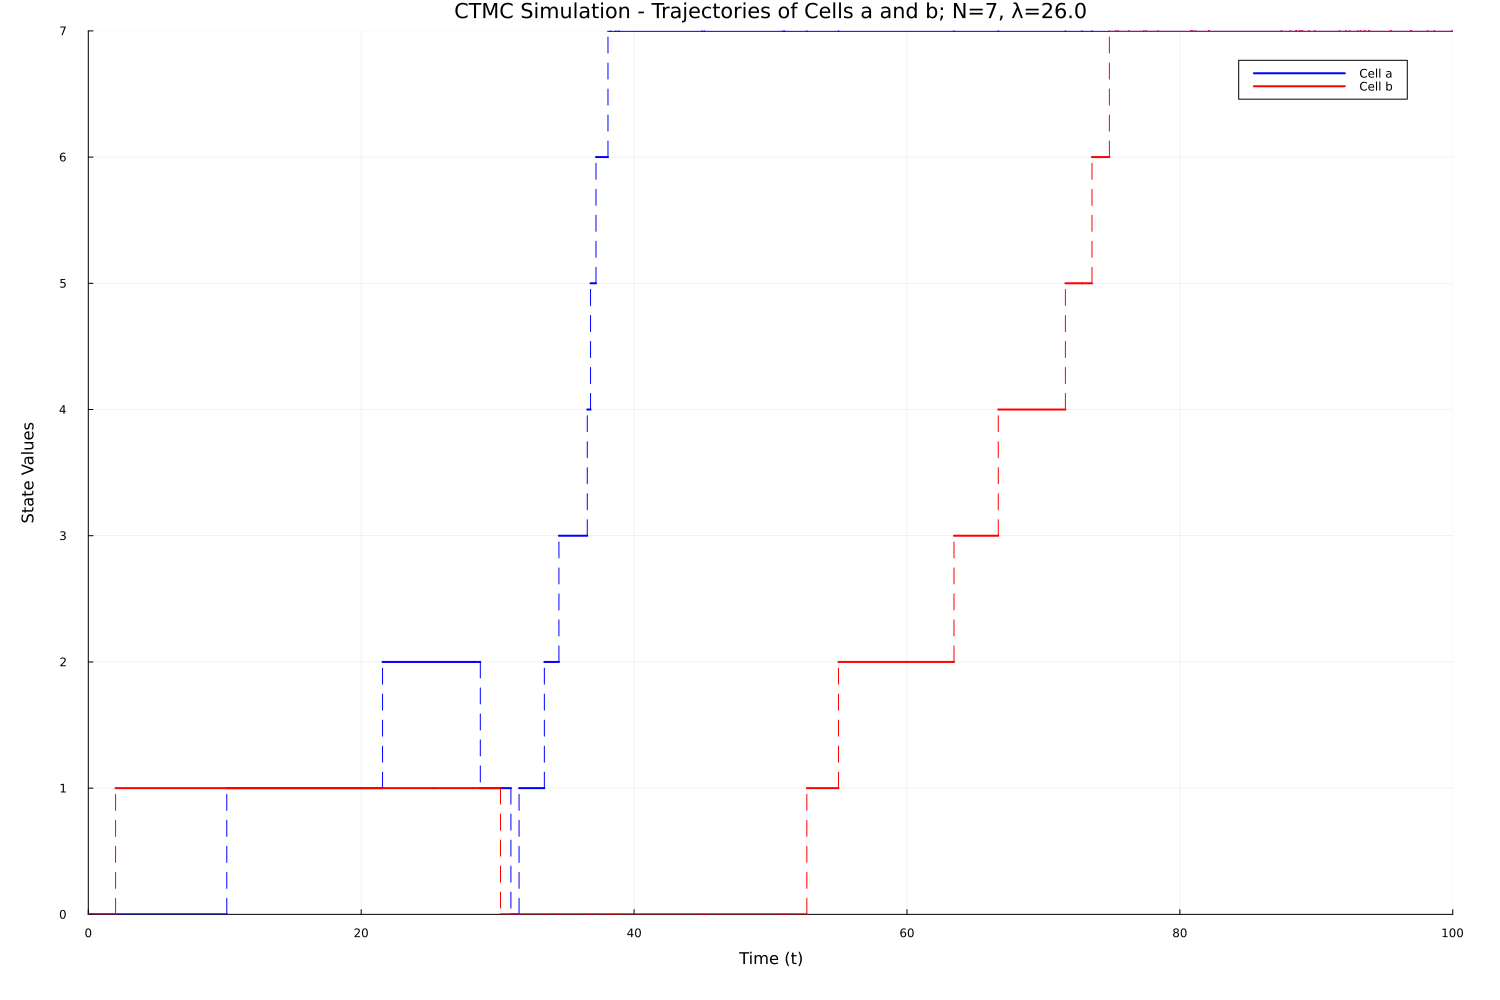 CTMC Simulation - Trajectories of Cells a and b; N=7, λ=26.0
7
Cell a
Cell b
6
5
4
State Values
3
2
1
0
0 20 40 60 80 100
Time (t)